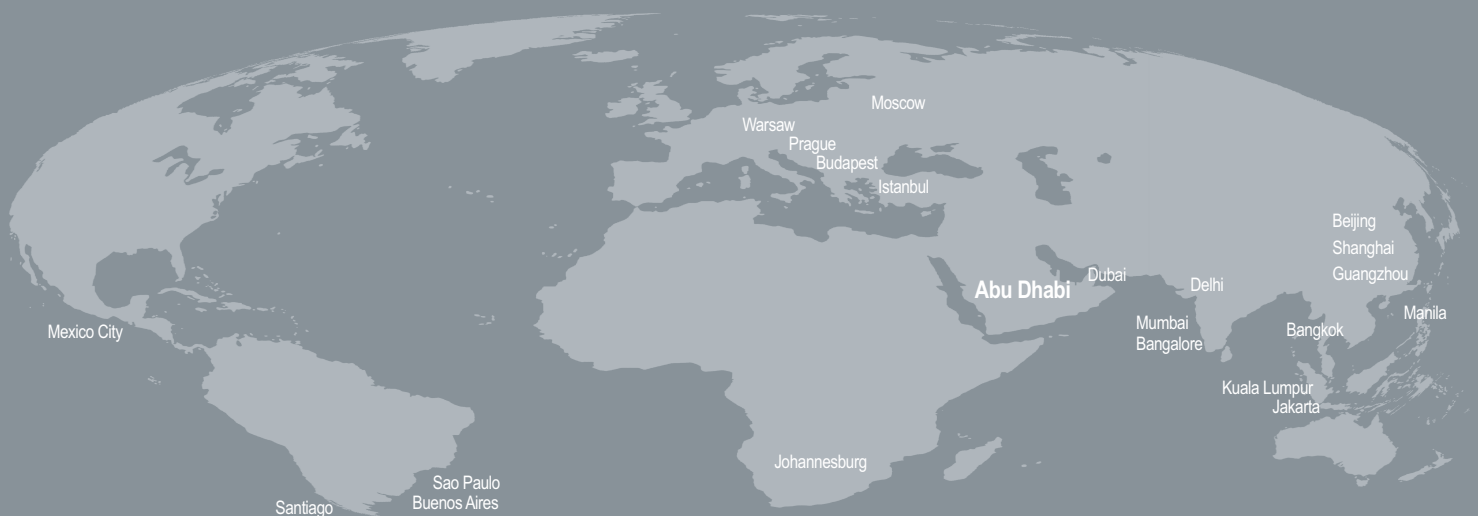 Moscow
Warsaw
Prague
Budapest
Istanbul
Beijing
Shanghai
Guangzhou
Dubai
Abu Dhabi
Delhi
Manila
Mumbai
Bangalore
Bangkok
Mexico City
Kuala Lumpur
Jakarta
Johannesburg
Sao Paulo
Buenos Aires
Santiago